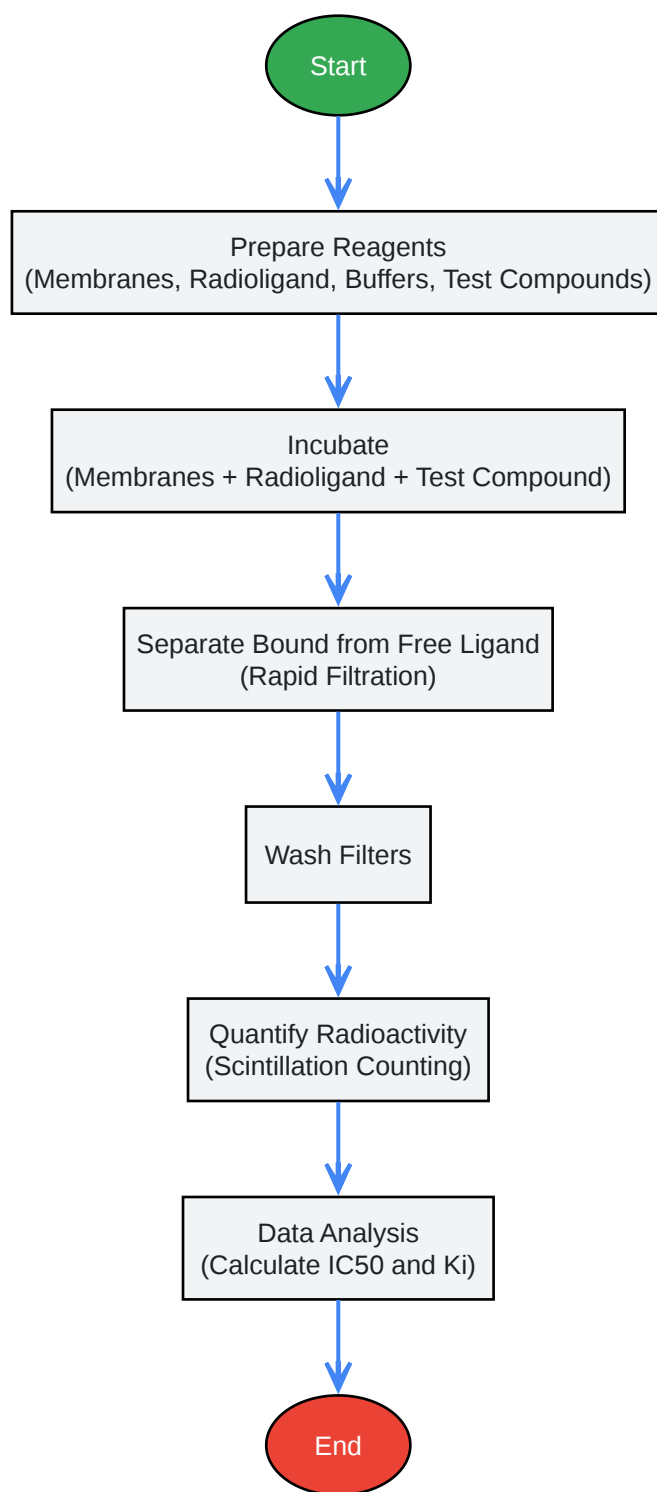 Start
Prepare Reagents
(Membranes, Radioligand, Buffers, Test Compounds)
Incubate
(Membranes + Radioligand + Test Compound)
Separate Bound from Free Ligand
(Rapid Filtration)
Wash Filters
Quantify Radioactivity
(Scintillation Counting)
Data Analysis
(Calculate IC50 and Ki)
End